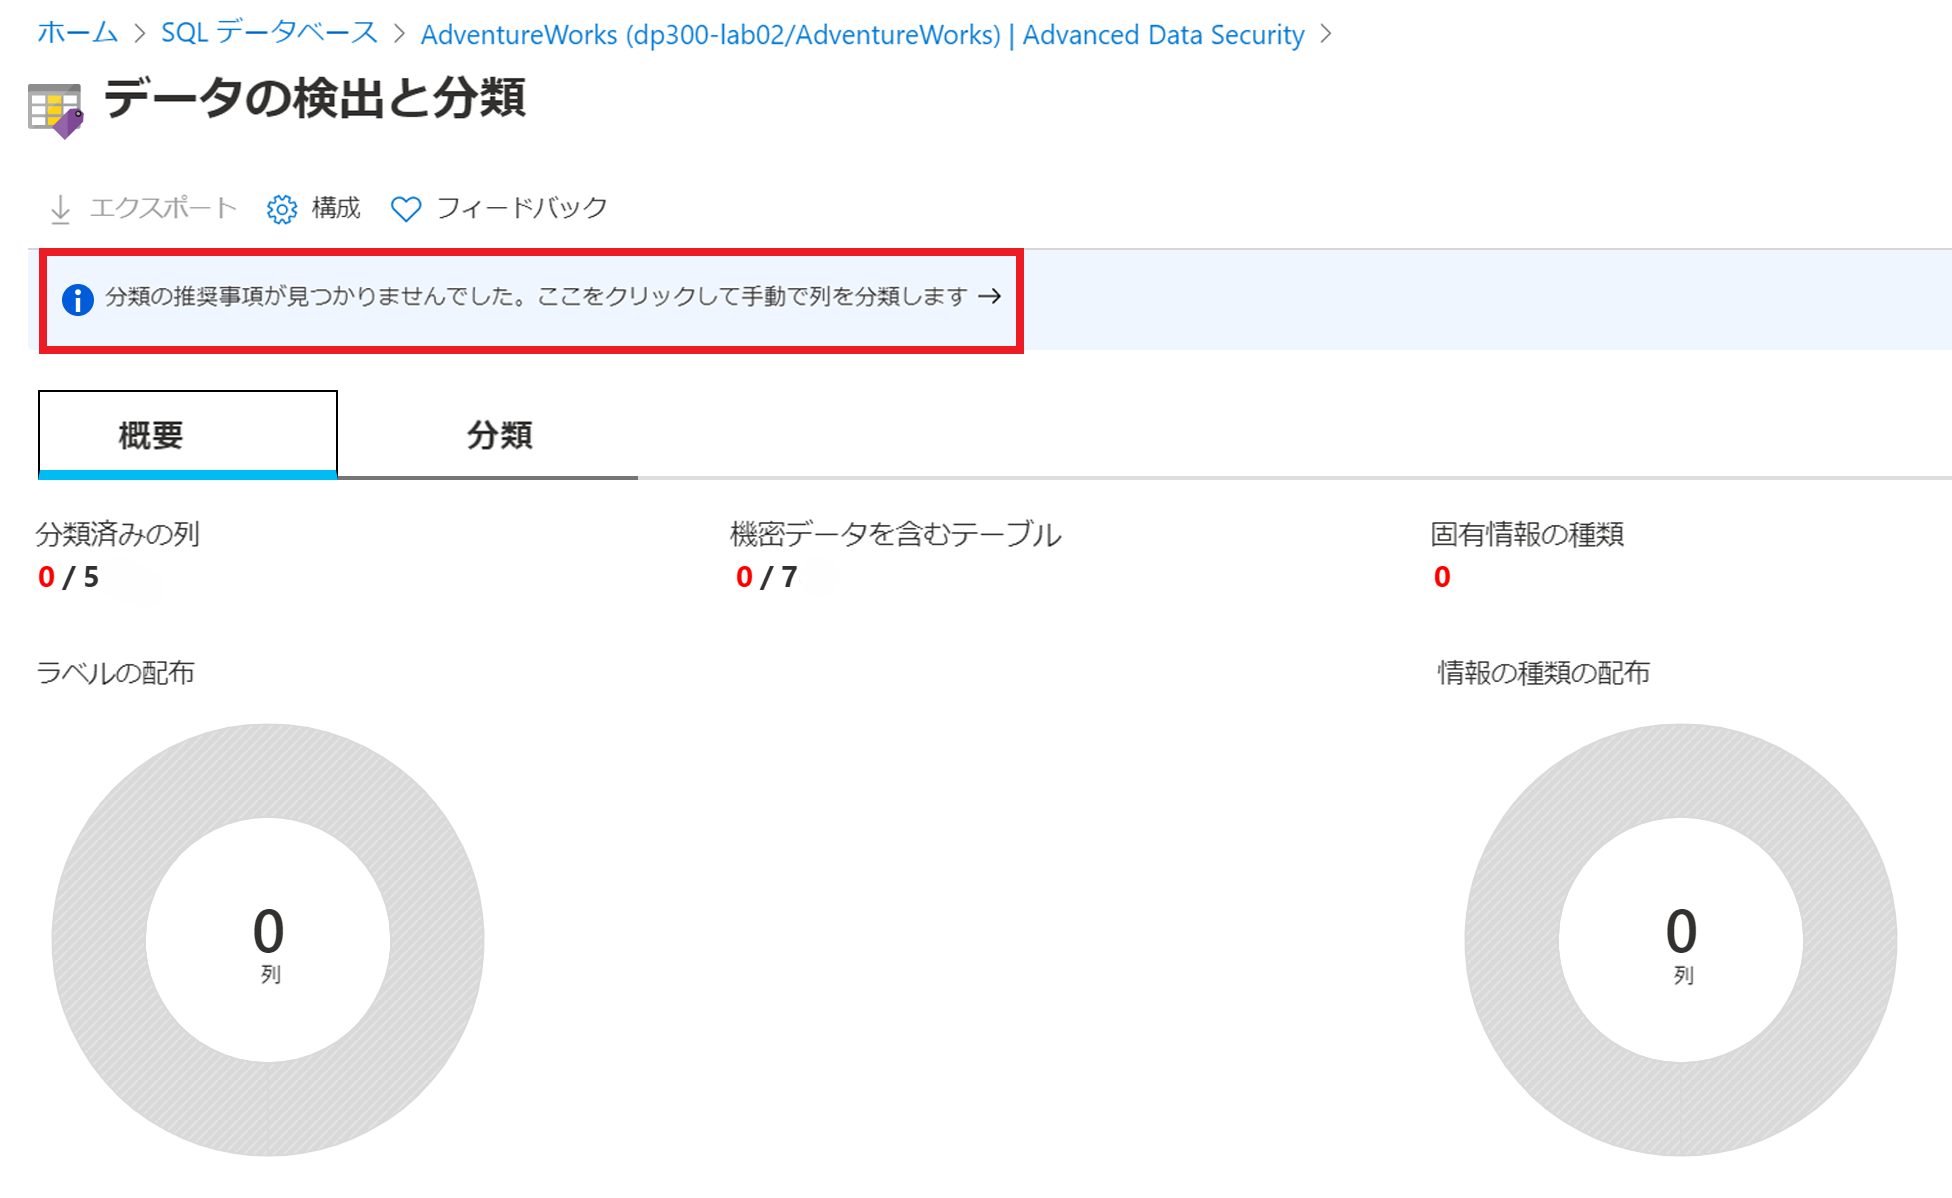 ホーム > SQL データベース > AdventureWorks (dp300-lab02/AdventureWorks) | Advanced Data Security >
データの検出と分類
エクスポート 構成 フィードバック
分類の推奨事項が見つかりませんでした。ここをクリックして手動で列を分類します →
概要 分類
分類済みの列 機密データを含むテーブル 固有情報の種類
0 / 5 0 / 7 0
ラベルの配布 情報の種類の配布
0 0
列 列